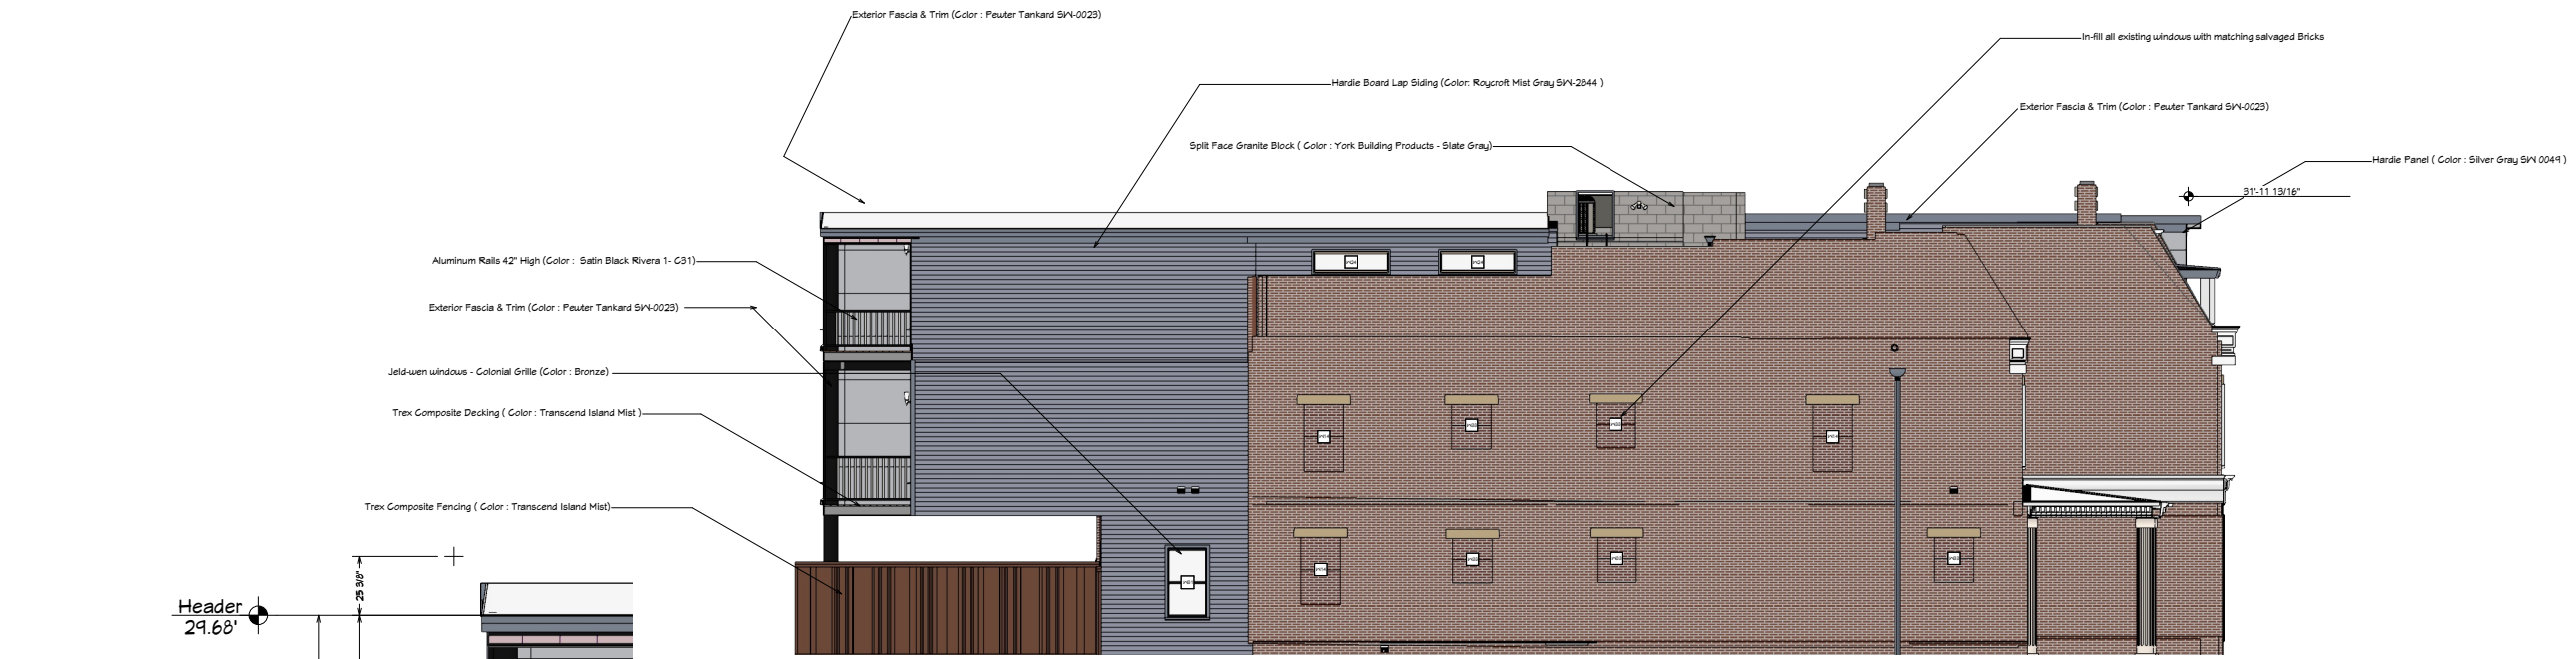 Exterior Fascia & Trim (Color : Pewter Tankard SW-0023)
In-fill all existing windows with matching salvaged Bricks
Hardie Board Lap Siding (Color: Roycroft Mist Gray SW-2844 )
Exterior Fascia & Trim (Color : Pewter Tankard SW-0023)
Split Face Granite Block ( Color : York Building Products - Slate Gray)
Hardie Panel ( Color : Silver Gray SW 0049 )
31'-11 13/16"
Aluminum Rails 42" High (Color : Satin Black Rivera 1- C31)
Exterior Fascia & Trim (Color : Pewter Tankard SW-0023)
Jeld-wen windows - Colonial Grille (Color : Bronze)
Trex Composite Decking ( Color : Transcend Island Mist )
Trex Composite Fencing ( Color : Transcend Island Mist)
25 3/8"
Header
29.68'